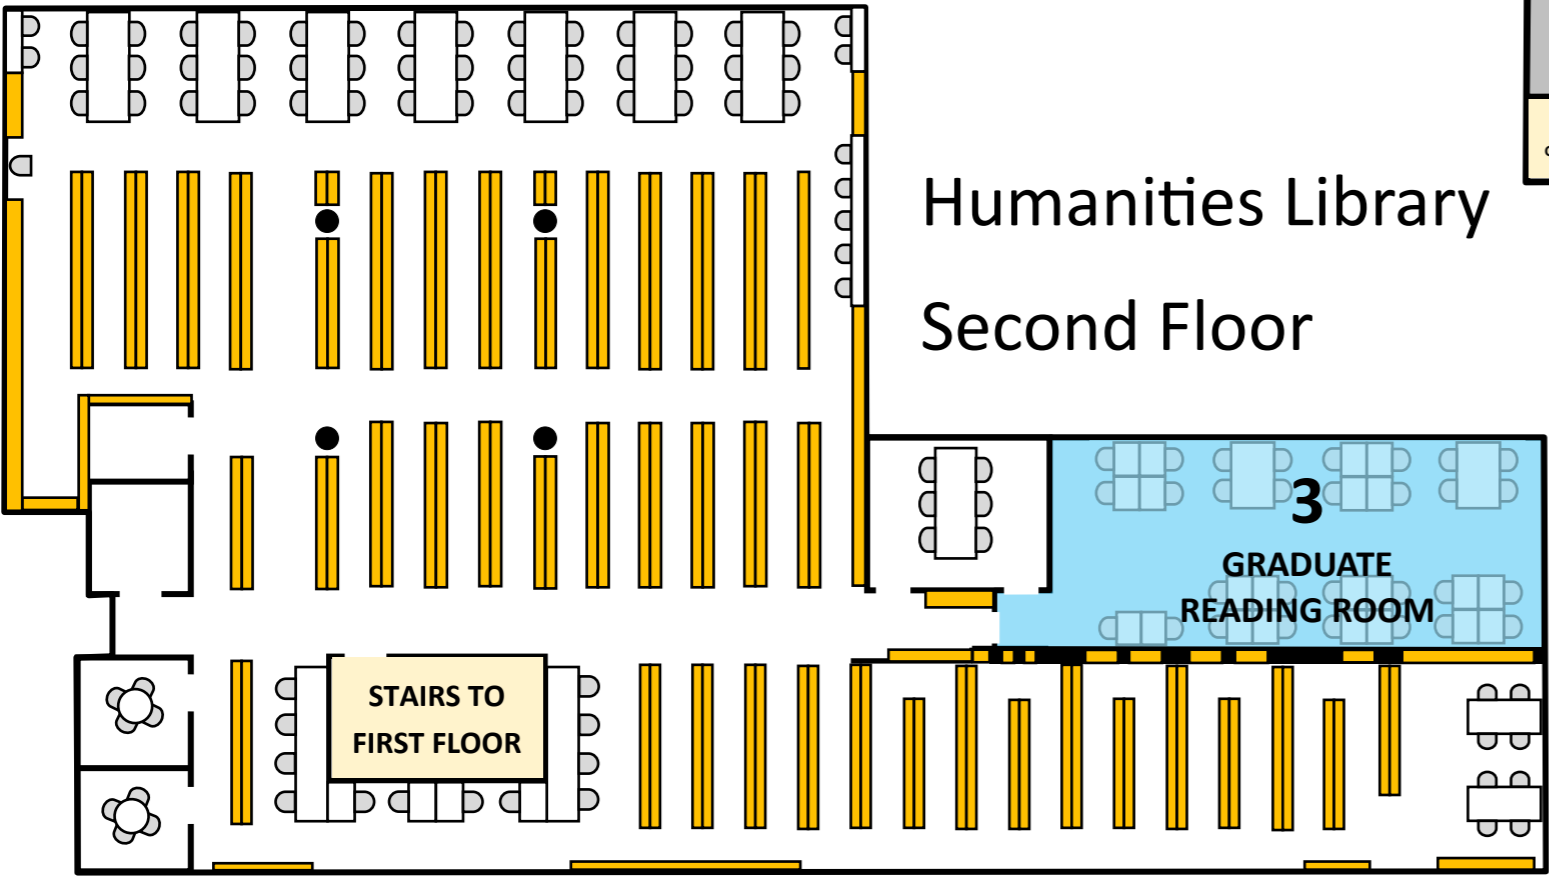 Humanities Library
Second Floor
3
GRADUATE
READING ROOM
STAIRS TO
FIRST FLOOR